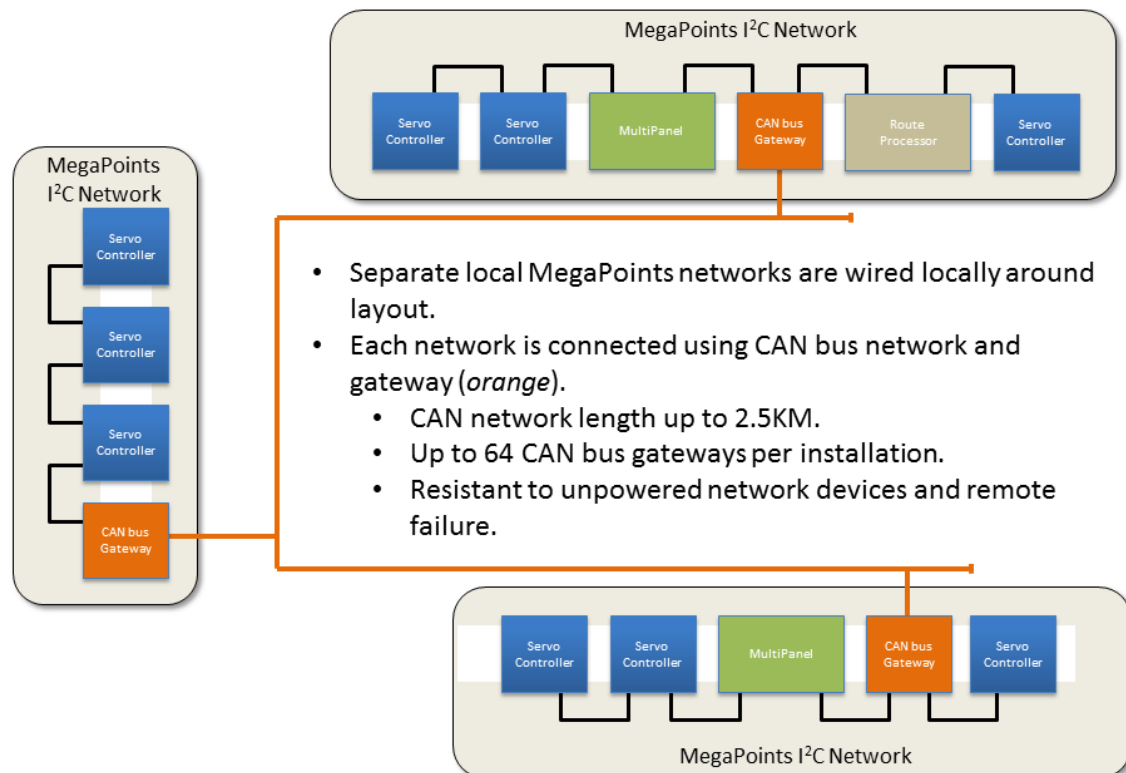 MegaPoints I²C Network
Servo
Controller
Servo
Controller
MultiPanel
CAN bus
Gateway
Route
Processor
Servo
Controller
MegaPoints
I²C Network
Servo
Controller
Servo
Controller
Servo
Controller
CAN bus
Gateway
• Separate local MegaPoints networks are wired locally around
layout.
• Each network is connected using CAN bus network and
gateway (orange).
• CAN network length up to 2.5KM.
• Up to 64 CAN bus gateways per installation.
• Resistant to unpowered network devices and remote
failure.
Servo
Controller
Servo
Controller
MultiPanel
CAN bus
Gateway
Servo
Controller
MegaPoints I²C Network